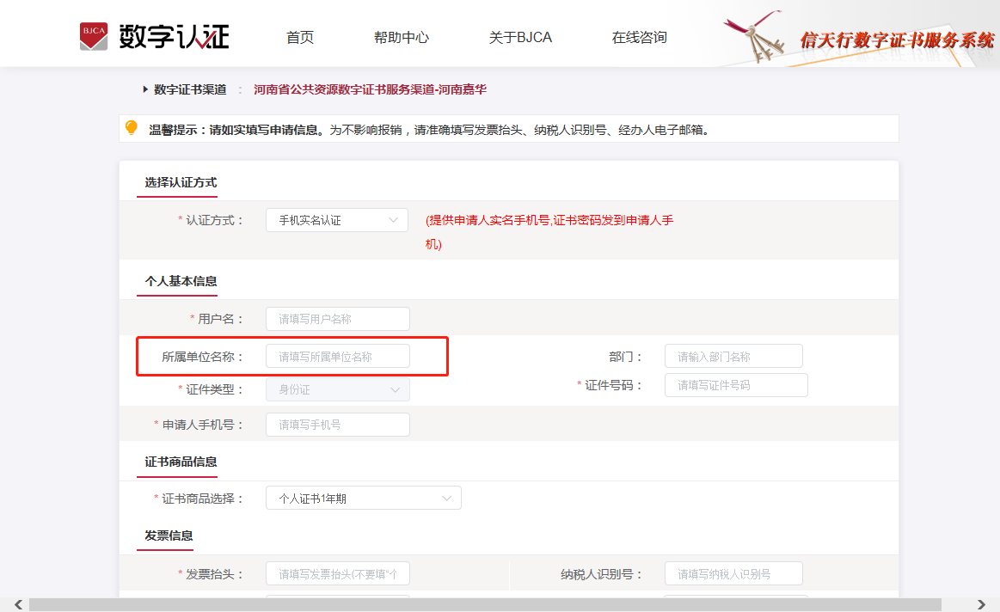 BJCA 数字认证 首页 帮助中心 关于BJCA 在线咨询 信天行数字证书服务系统
数字证书渠道 : 河南省公共资源数字证书服务渠道-河南嘉华
温馨提示：请如实填写申请信息。为不影响报销，请准确填写发票抬头、纳税人识别号、经办人电子邮箱。
选择认证方式
* 认证方式： 手机实名认证 (提供申请人实名手机号,证书密码发到申请人手
机)
个人基本信息
* 用户名： 请填写用户名称
所属单位名称： 请填写所属单位名称 部门： 请输入部门名称
* 证件类型： 身份证 * 证件号码： 请填写证件号码
* 申请人手机号： 请填写手机号
证书商品信息
* 证书商品选择： 个人证书1年期
发票信息
* 发票抬头： 请填写发票抬头(不要填“个 纳税人识别号： 请填写纳税人识别号